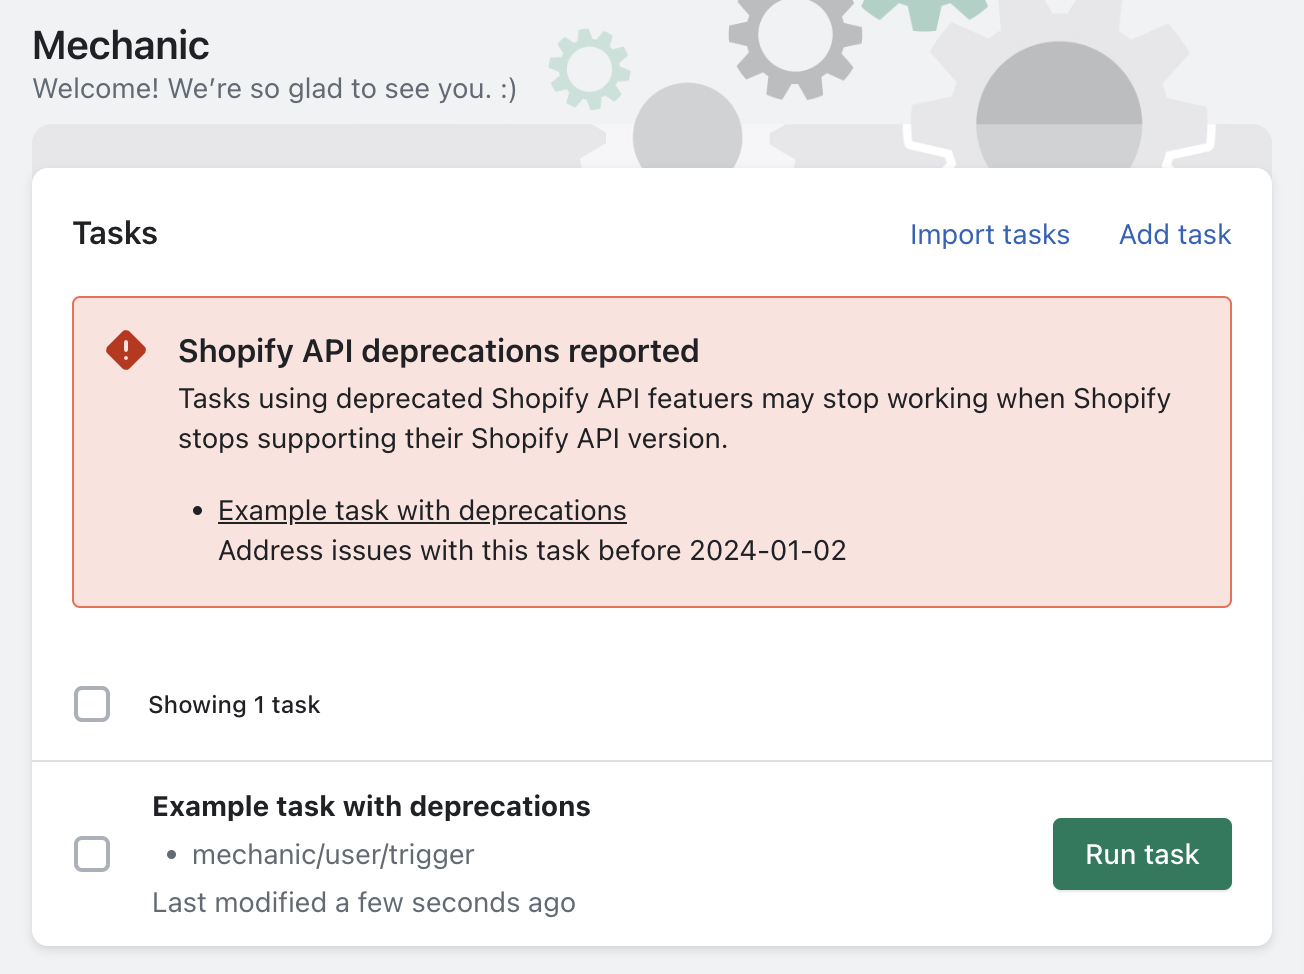 Mechanic
Welcome! We’re so glad to see you. :)
Tasks
Import tasks
Add task
Shopify API deprecations reported
Tasks using deprecated Shopify API featuers may stop working when Shopify
stops supporting their Shopify API version.
• Example task with deprecations
Address issues with this task before 2024-01-02
Showing 1 task
Example task with deprecations
• mechanic/user/trigger
Last modified a few seconds ago
Run task